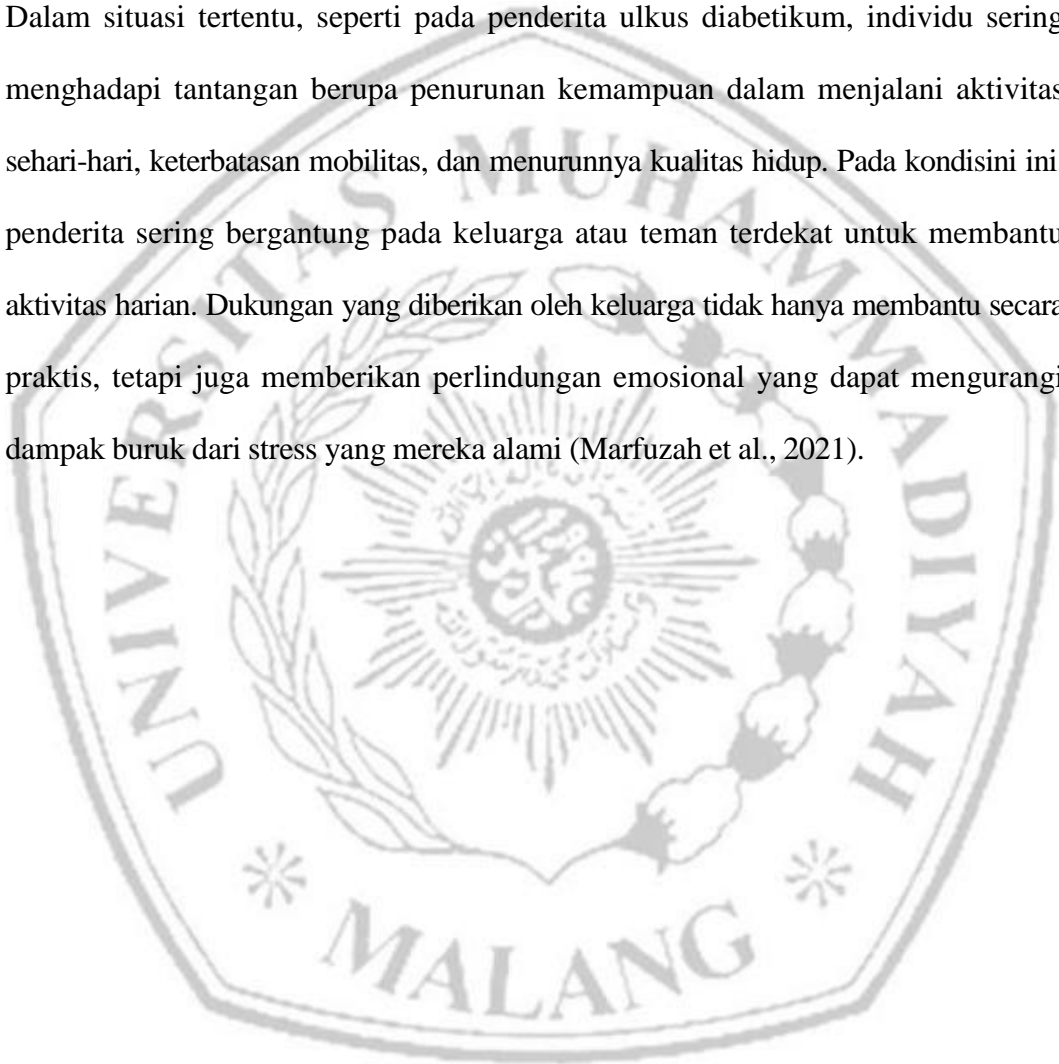 Dalam situasi tertentu, seperti pada penderita ulkus diabetikum, individu sering
menghadapi tantangan berupa penurunan kemampuan dalam menjalani aktivitas
sehari-hari, keterbatasan mobilitas, dan menurunnya kualitas hidup. Pada kondisini ini
penderita sering bergantung pada keluarga atau teman terdekat untuk membantu
aktivitas harian. Dukungan yang diberikan oleh keluarga tidak hanya membantu secara
praktis, tetapi juga memberikan perlindungan emosional yang dapat mengurangi
dampak buruk dari stress yang mereka alami (Marfuzah et al., 2021).
UNIVERSITAS MUHAMMADIYAH
MALANG